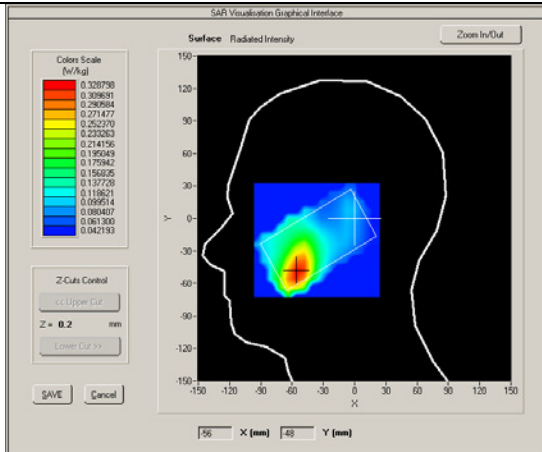 SAR Visualisation Graphical Interface
Surface Radiated Intensity
Zoom In/Out
Colors Scale
(W/kg)
0.328798
0.309691
0.290584
0.271477
0.252370
0.233263
0.214156
0.195049
0.175942
0.156835
0.137728
0.118621
0.099514
0.080407
0.061300
0.042193
150
120
90
60
30
0
-30
-60
-90
-120
-150
Y
-150 -120 -90 -60 -30 0 30 60 90 120 150
X
Z-Cuts Control
<< Upper Cut
Z = 0.2 mm
Lower Cut >>
SAVE Cancel
-56 X (mm) -48 Y (mm)